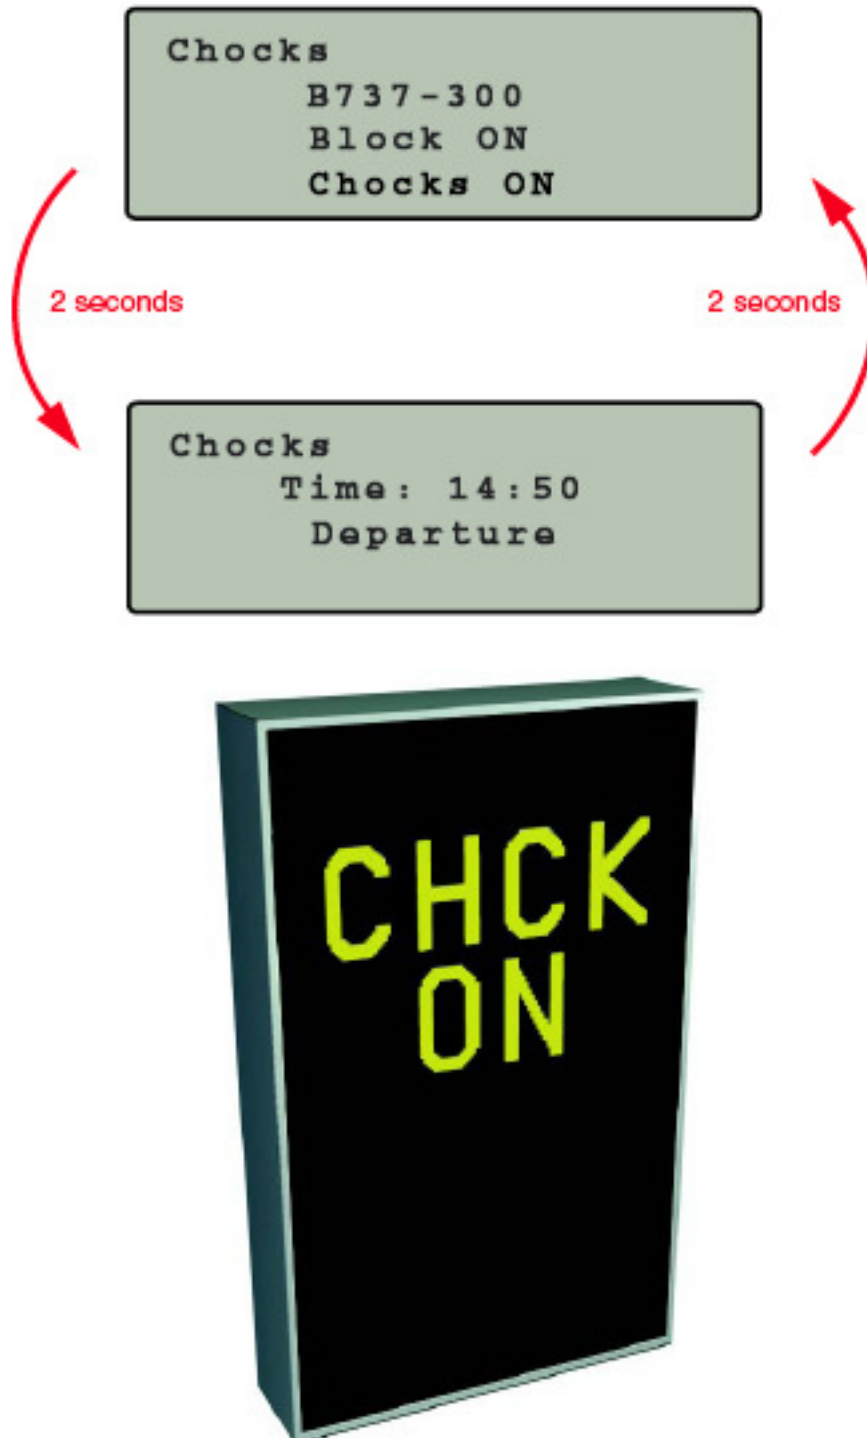 Chocks
B737-300
Block ON
Chocks ON
2 seconds
2 seconds
Chocks
Time: 14:50
Departure
CHCK
ON